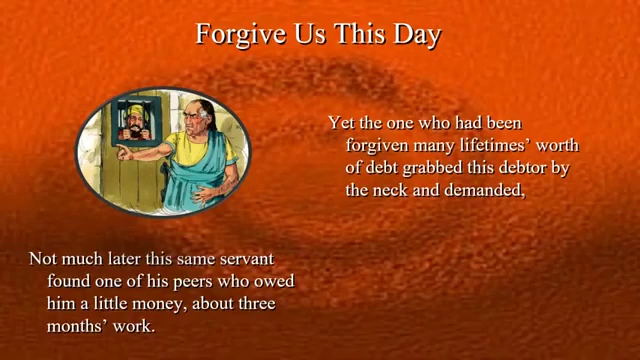 Forgive Us This Day
Not much later this same servant
found one of his peers who owed
him a little money, about three
months’ work.
Yet the one who had been
forgiven many lifetimes’ worth
of debt grabbed this debtor by
the neck and demanded,